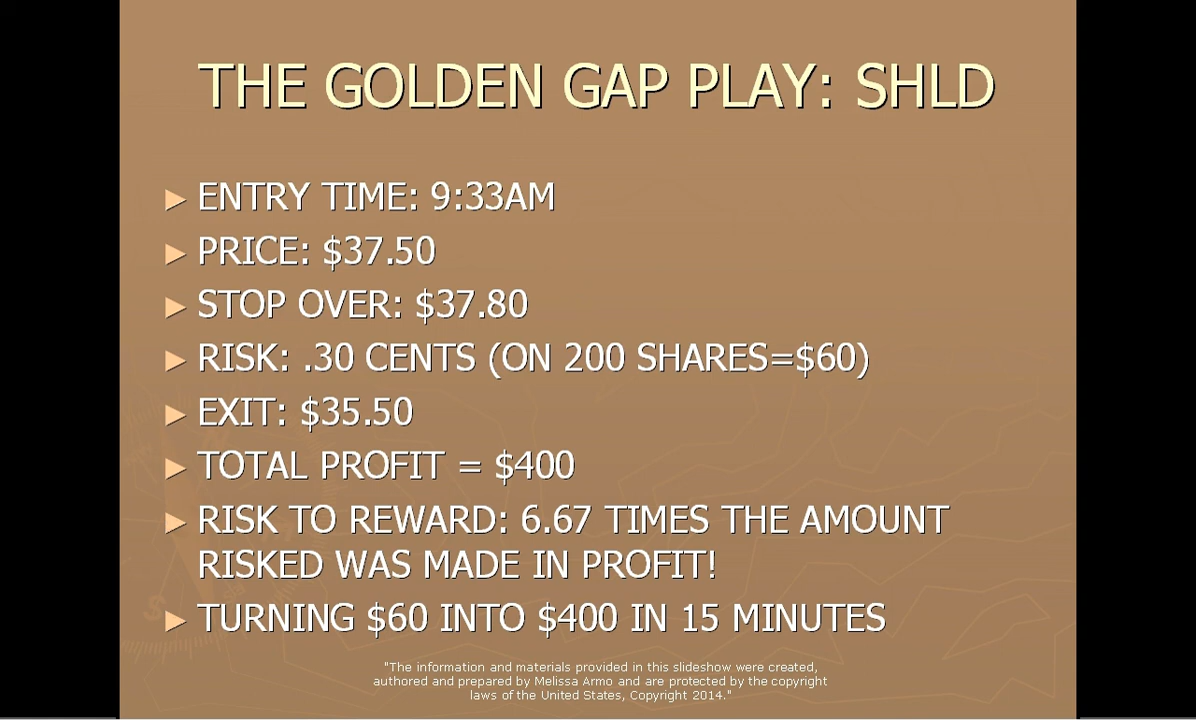 THE GOLDEN GAP PLAY: SHLD
► ENTRY TIME: 9:33AM
► PRICE: $37.50
► STOP OVER: $37.80
► RISK: .30 CENTS (ON 200 SHARES=$60)
► EXIT: $35.50
► TOTAL PROFIT = $400
► RISK TO REWARD: 6.67 TIMES THE AMOUNT
RISKED WAS MADE IN PROFIT!
► TURNING $60 INTO $400 IN 15 MINUTES
"The information and materials provided in this slideshow were created,
authored and prepared by Melissa Armo and are protected by the copyright
laws of the United States, Copyright 2014."